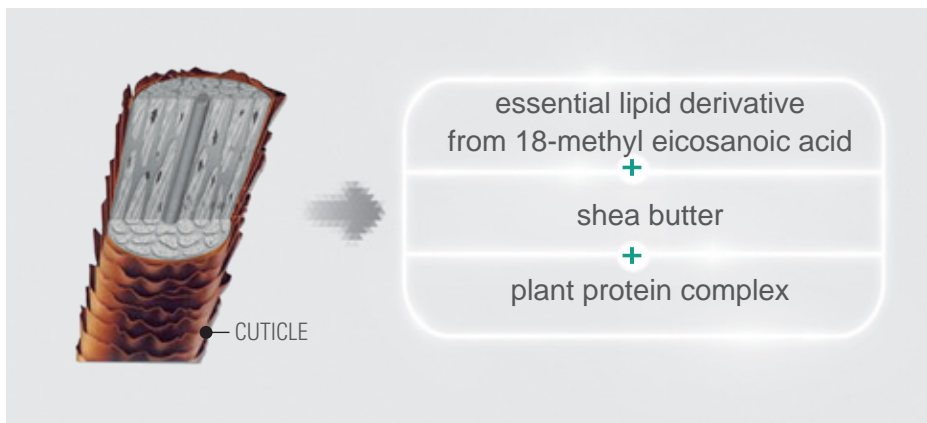 essential lipid derivative
from 18-methyl eicosanoic acid
+
shea butter
+
plant protein complex
CUTICLE